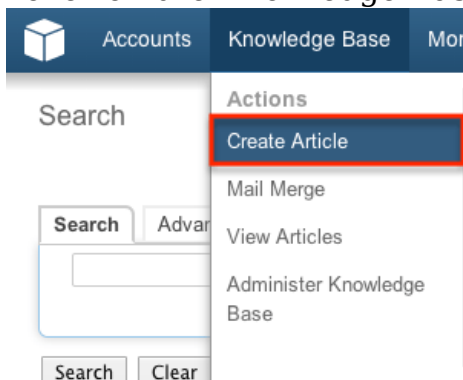 Accounts Knowledge Base
Search
Actions
Create Article
Mail Merge
Search
View Articles
Administer Knowledge
Base
Search Clear